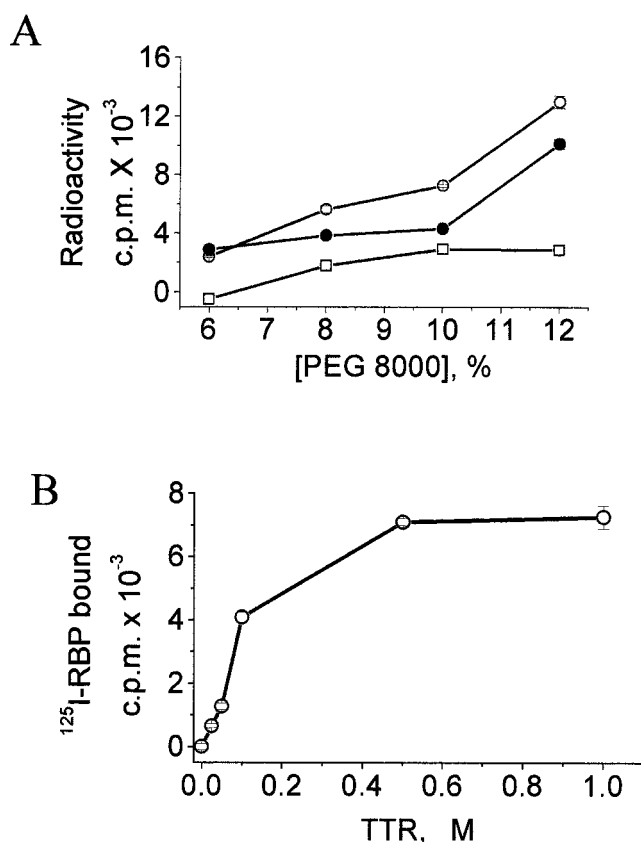 A
Radioactivity
c.p.m. X 10⁻³
16
12
8
4
0
6 7 8 9 10 11 12
[PEG 8000], %
B
¹²⁵I-RBP bound
c.p.m. x 10⁻³
8
6
4
2
0
0.0 0.2 0.4 0.6 0.8 1.0
TTR, M